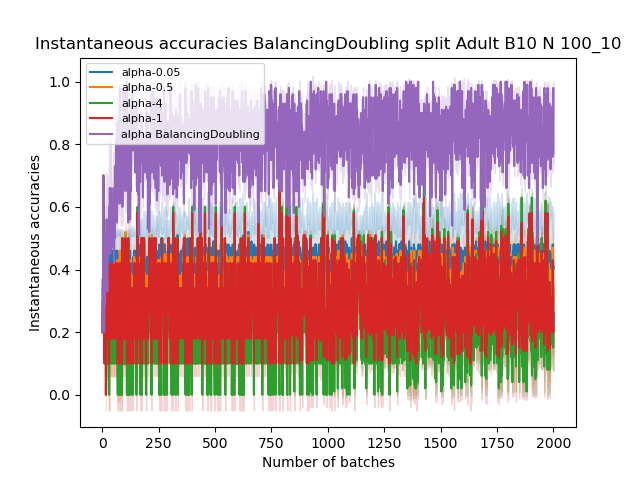 Instantaneous accuracies BalancingDoubling split Adult B10 N 100_10
alpha-0.05
alpha-0.5
alpha-4
alpha-1
alpha BalancingDoubling
Instantaneous accuracies
1.0
0.8
0.6
0.4
0.2
0.0
0 250 500 750 1000 1250 1500 1750 2000
Number of batches